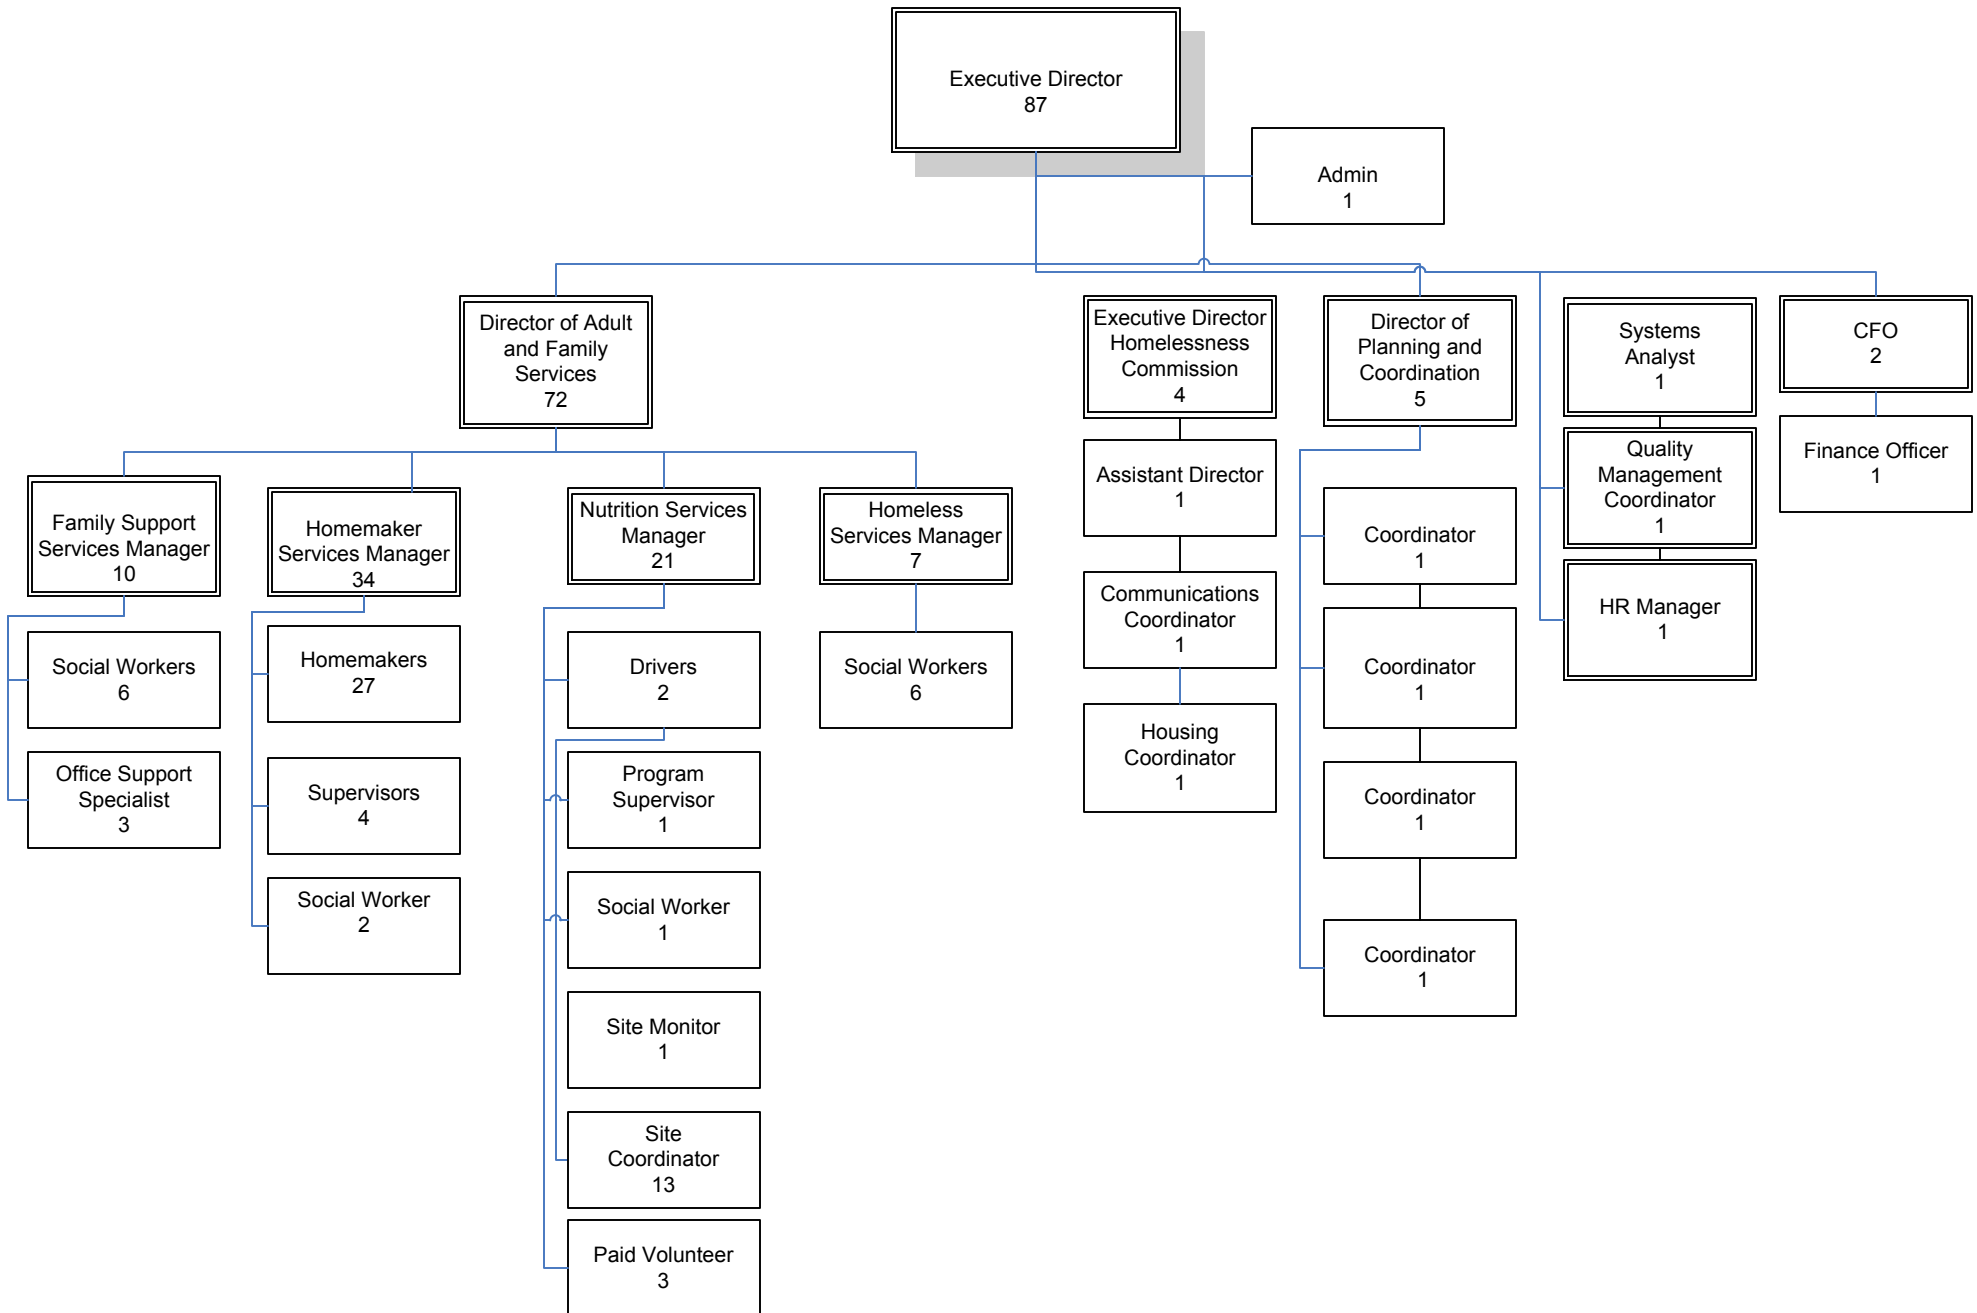 Executive Director
87
Admin
1
Director of Adult
and Family
Services
72
Executive Director
Homelessness
Commission
4
Director of
Planning and
Coordination
5
Systems
Analyst
1
CFO
2
Family Support
Services Manager
10
Social Workers
6
Office Support
Specialist
3
Homemaker
Services Manager
34
Homemakers
27
Supervisors
4
Social Worker
2
Nutrition Services
Manager
21
Drivers
2
Program
Supervisor
1
Social Worker
1
Site Monitor
1
Site
Coordinator
13
Paid Volunteer
3
Homeless
Services Manager
7
Social Workers
6
Assistant Director
1
Communications
Coordinator
1
Housing
Coordinator
1
Coordinator
1
Coordinator
1
Coordinator
1
Coordinator
1
Quality
Management
Coordinator
1
HR Manager
1
Finance Officer
1